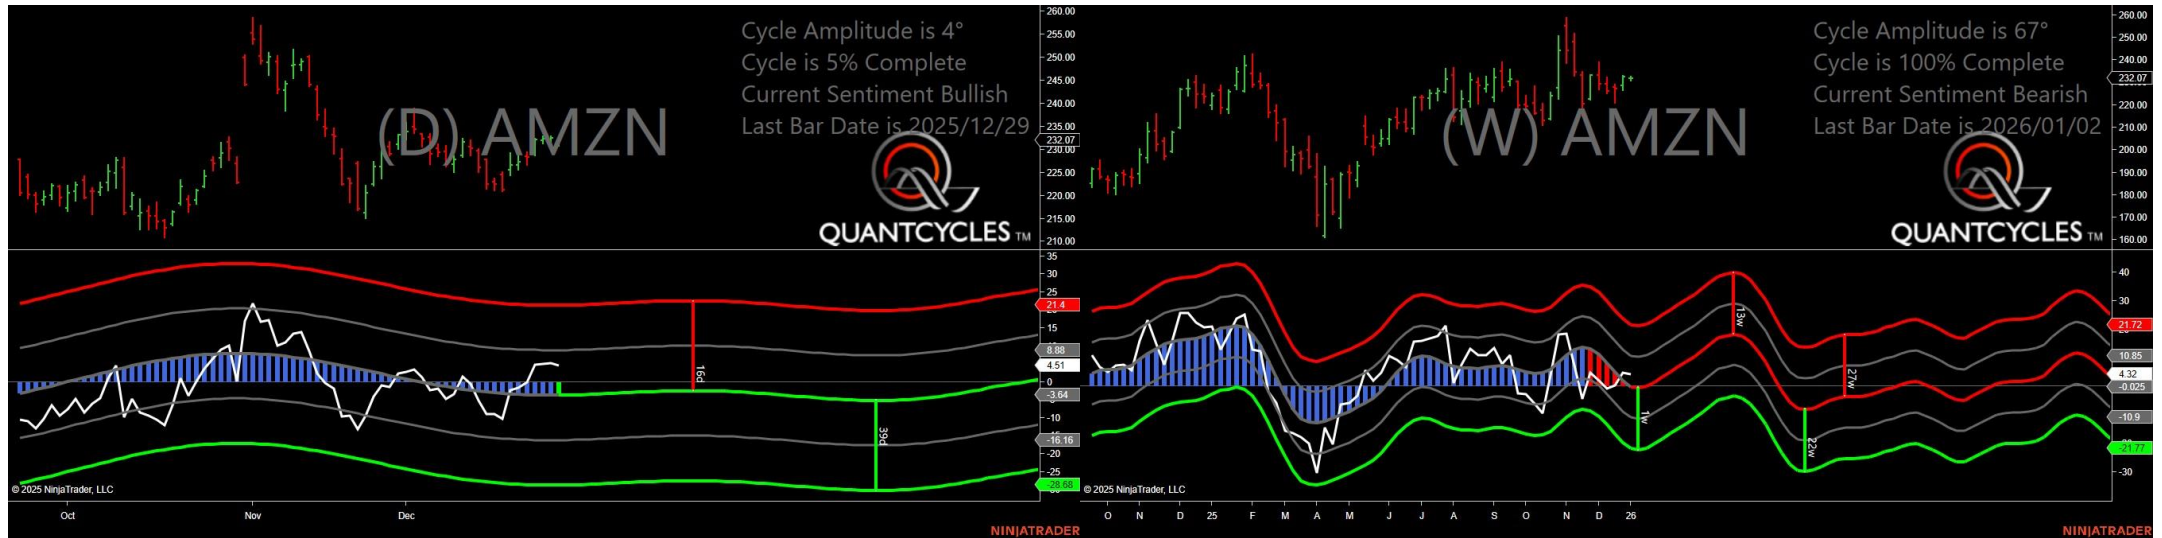 Cycle Amplitude is 4°
Cycle is 5% Complete
Current Sentiment Bullish
Last Bar Date is 2025/12/29
(D) AMZN
QUANTCYCLES TM
260.00
255.00
250.00
245.00
240.00
235.00
232.07
230.00
225.00
220.00
215.00
210.00
35
30
25
21.4
15
8.88
4.51
0
-3.64
-10
-16.16
-20
-25
-28.68
16d
39d
© 2025 NinjaTrader, LLC
Oct
Nov
Dec
NINJATRADER
Cycle Amplitude is 67°
Cycle is 100% Complete
Current Sentiment Bearish
Last Bar Date is 2026/01/02
(W) AMZN
QUANTCYCLES TM
260.00
250.00
240.00
232.07
220.00
210.00
200.00
190.00
180.00
170.00
160.00
40
30
21.72
10.85
4.32
-0.025
-10.9
-21.77
-30
13w
27w
1w
22w
© 2025 NinjaTrader, LLC
O
N
D
25
F
M
A
M
J
J
A
S
O
N
D
26
NINJATRADER